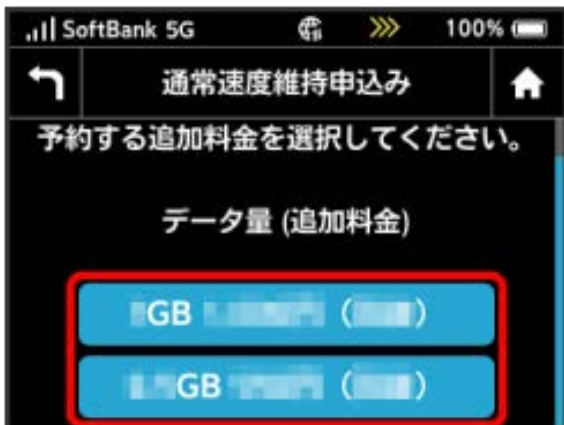 SoftBank 5G 100%
通常速度維持申込み
予約する追加料金を選択してください。
データ量 (追加料金)
GB ( )
GB ( )